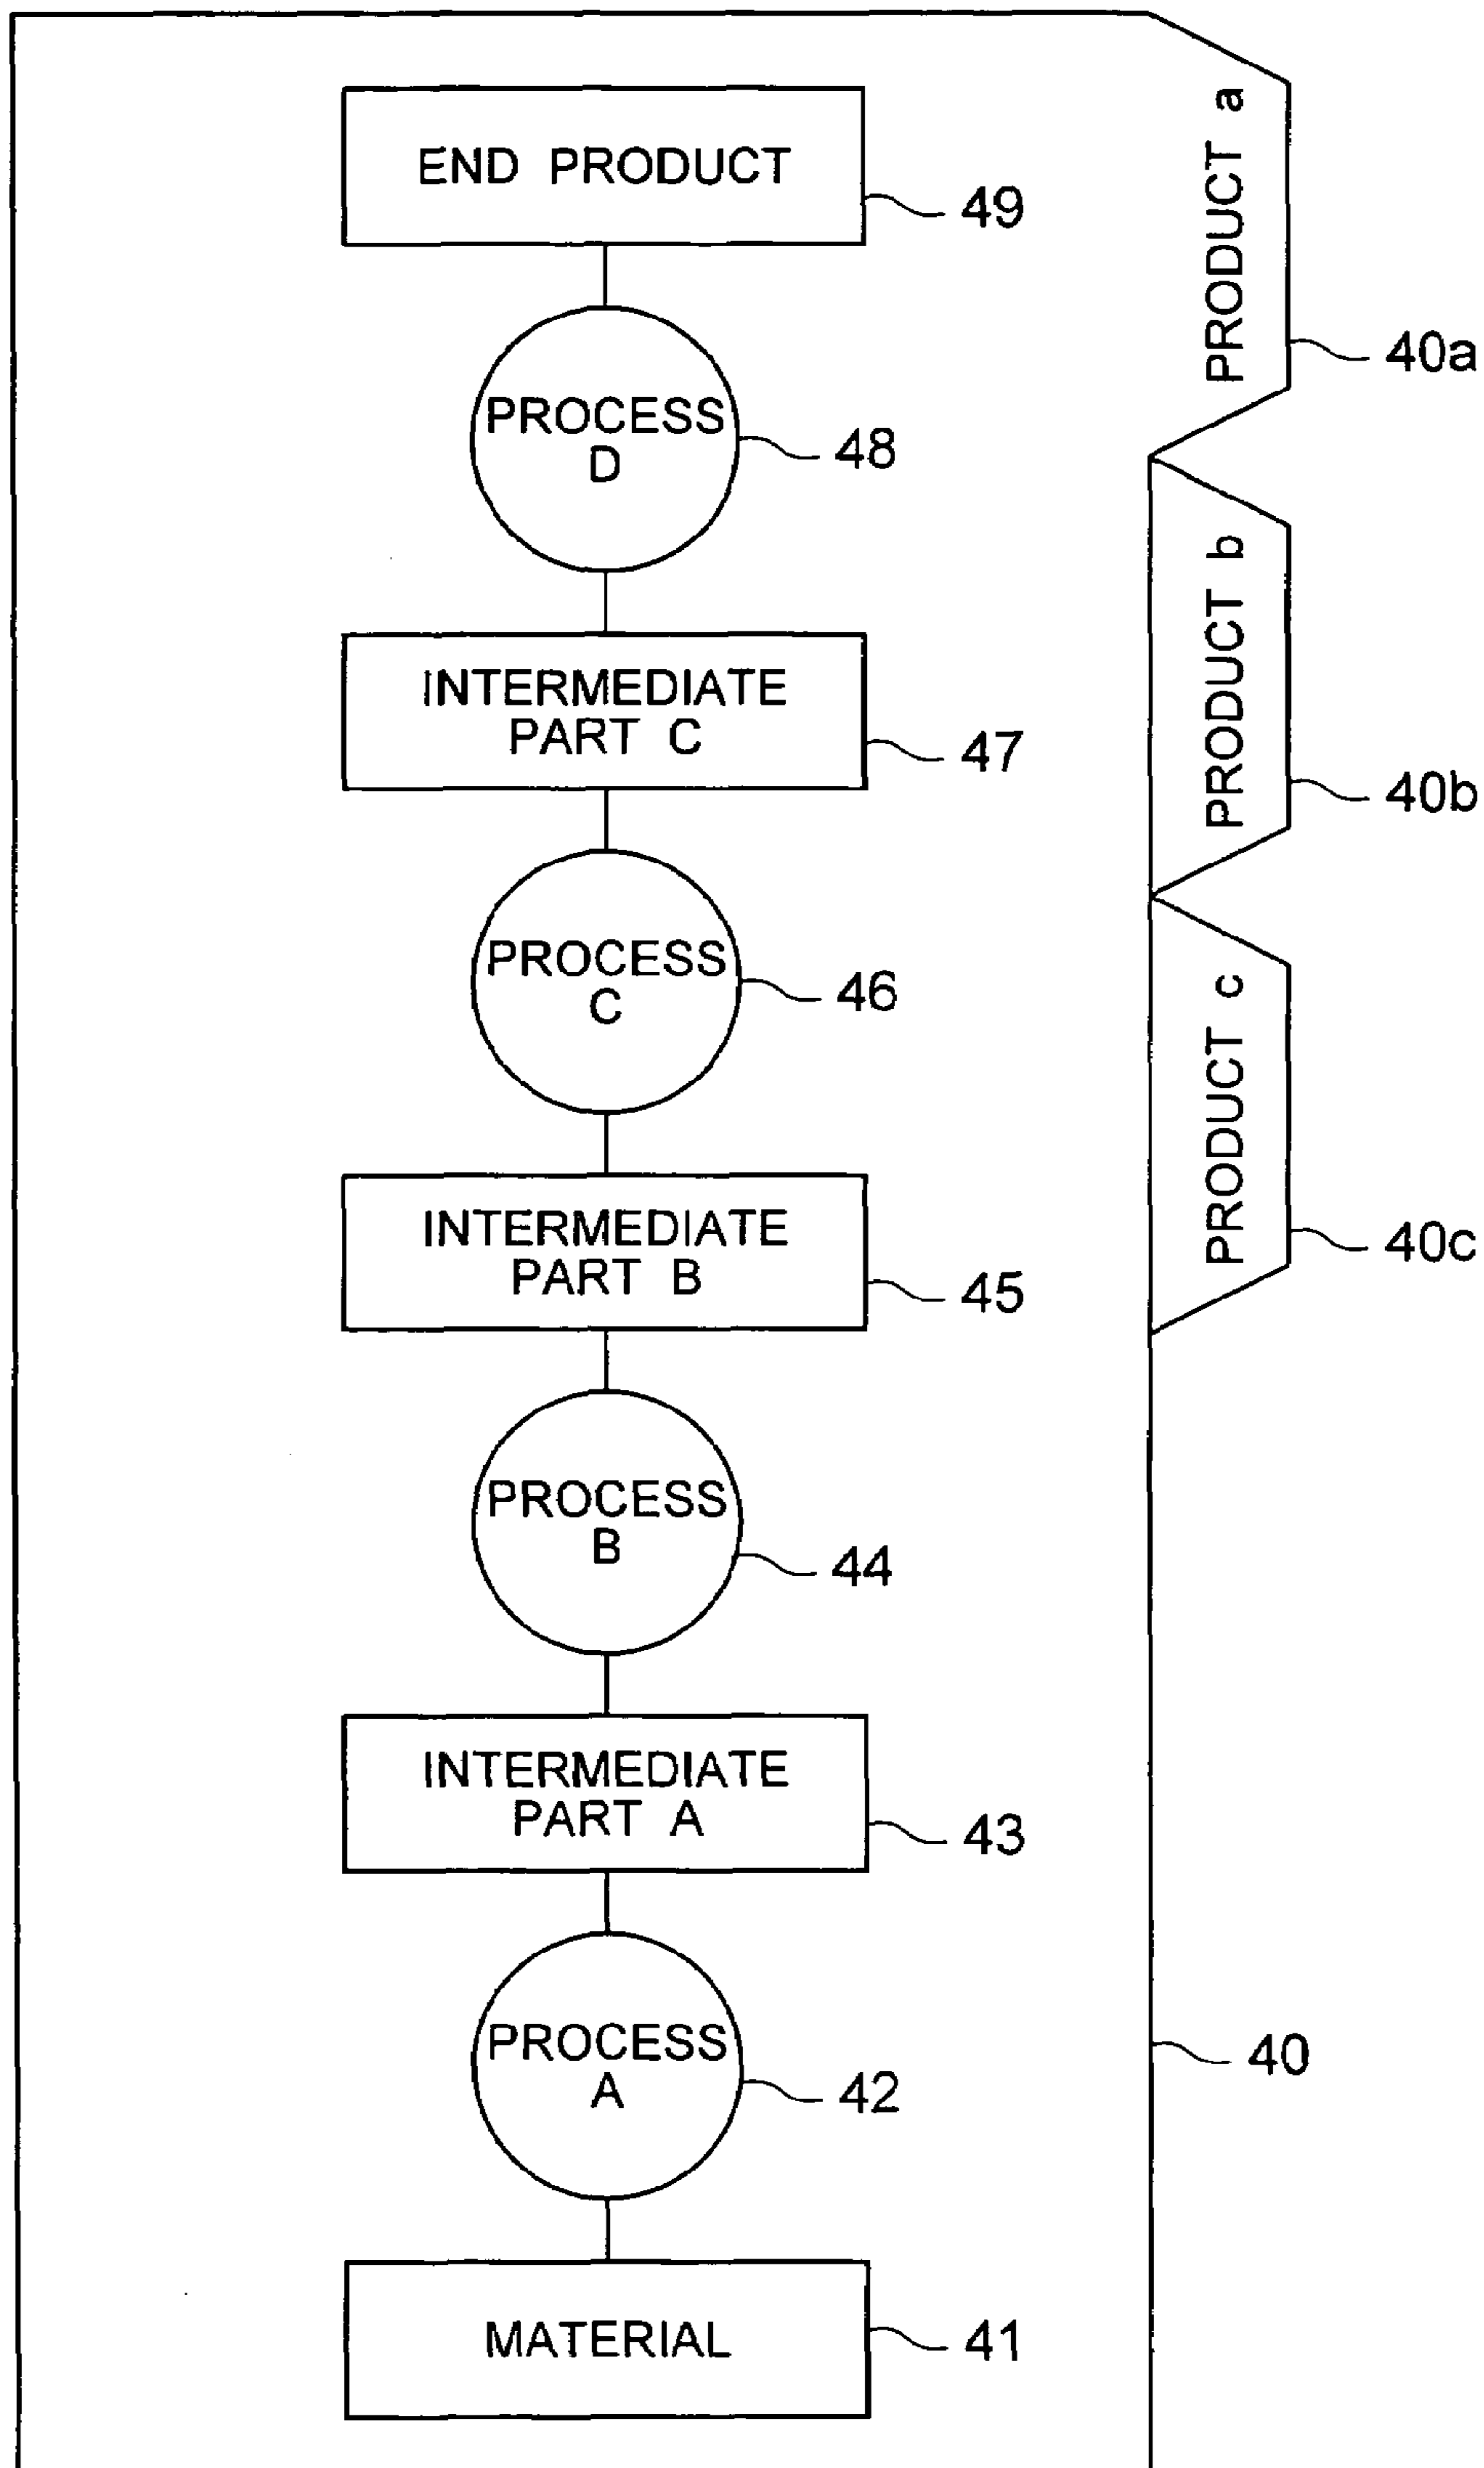 END PRODUCT
49
PROCESS
D
48
INTERMEDIATE
PART C
47
PROCESS
C
46
INTERMEDIATE
PART B
45
PROCESS
B
44
INTERMEDIATE
PART A
43
PROCESS
A
42
MATERIAL
41
PRODUCT a
40a
PRODUCT b
40b
PRODUCT c
40c
40